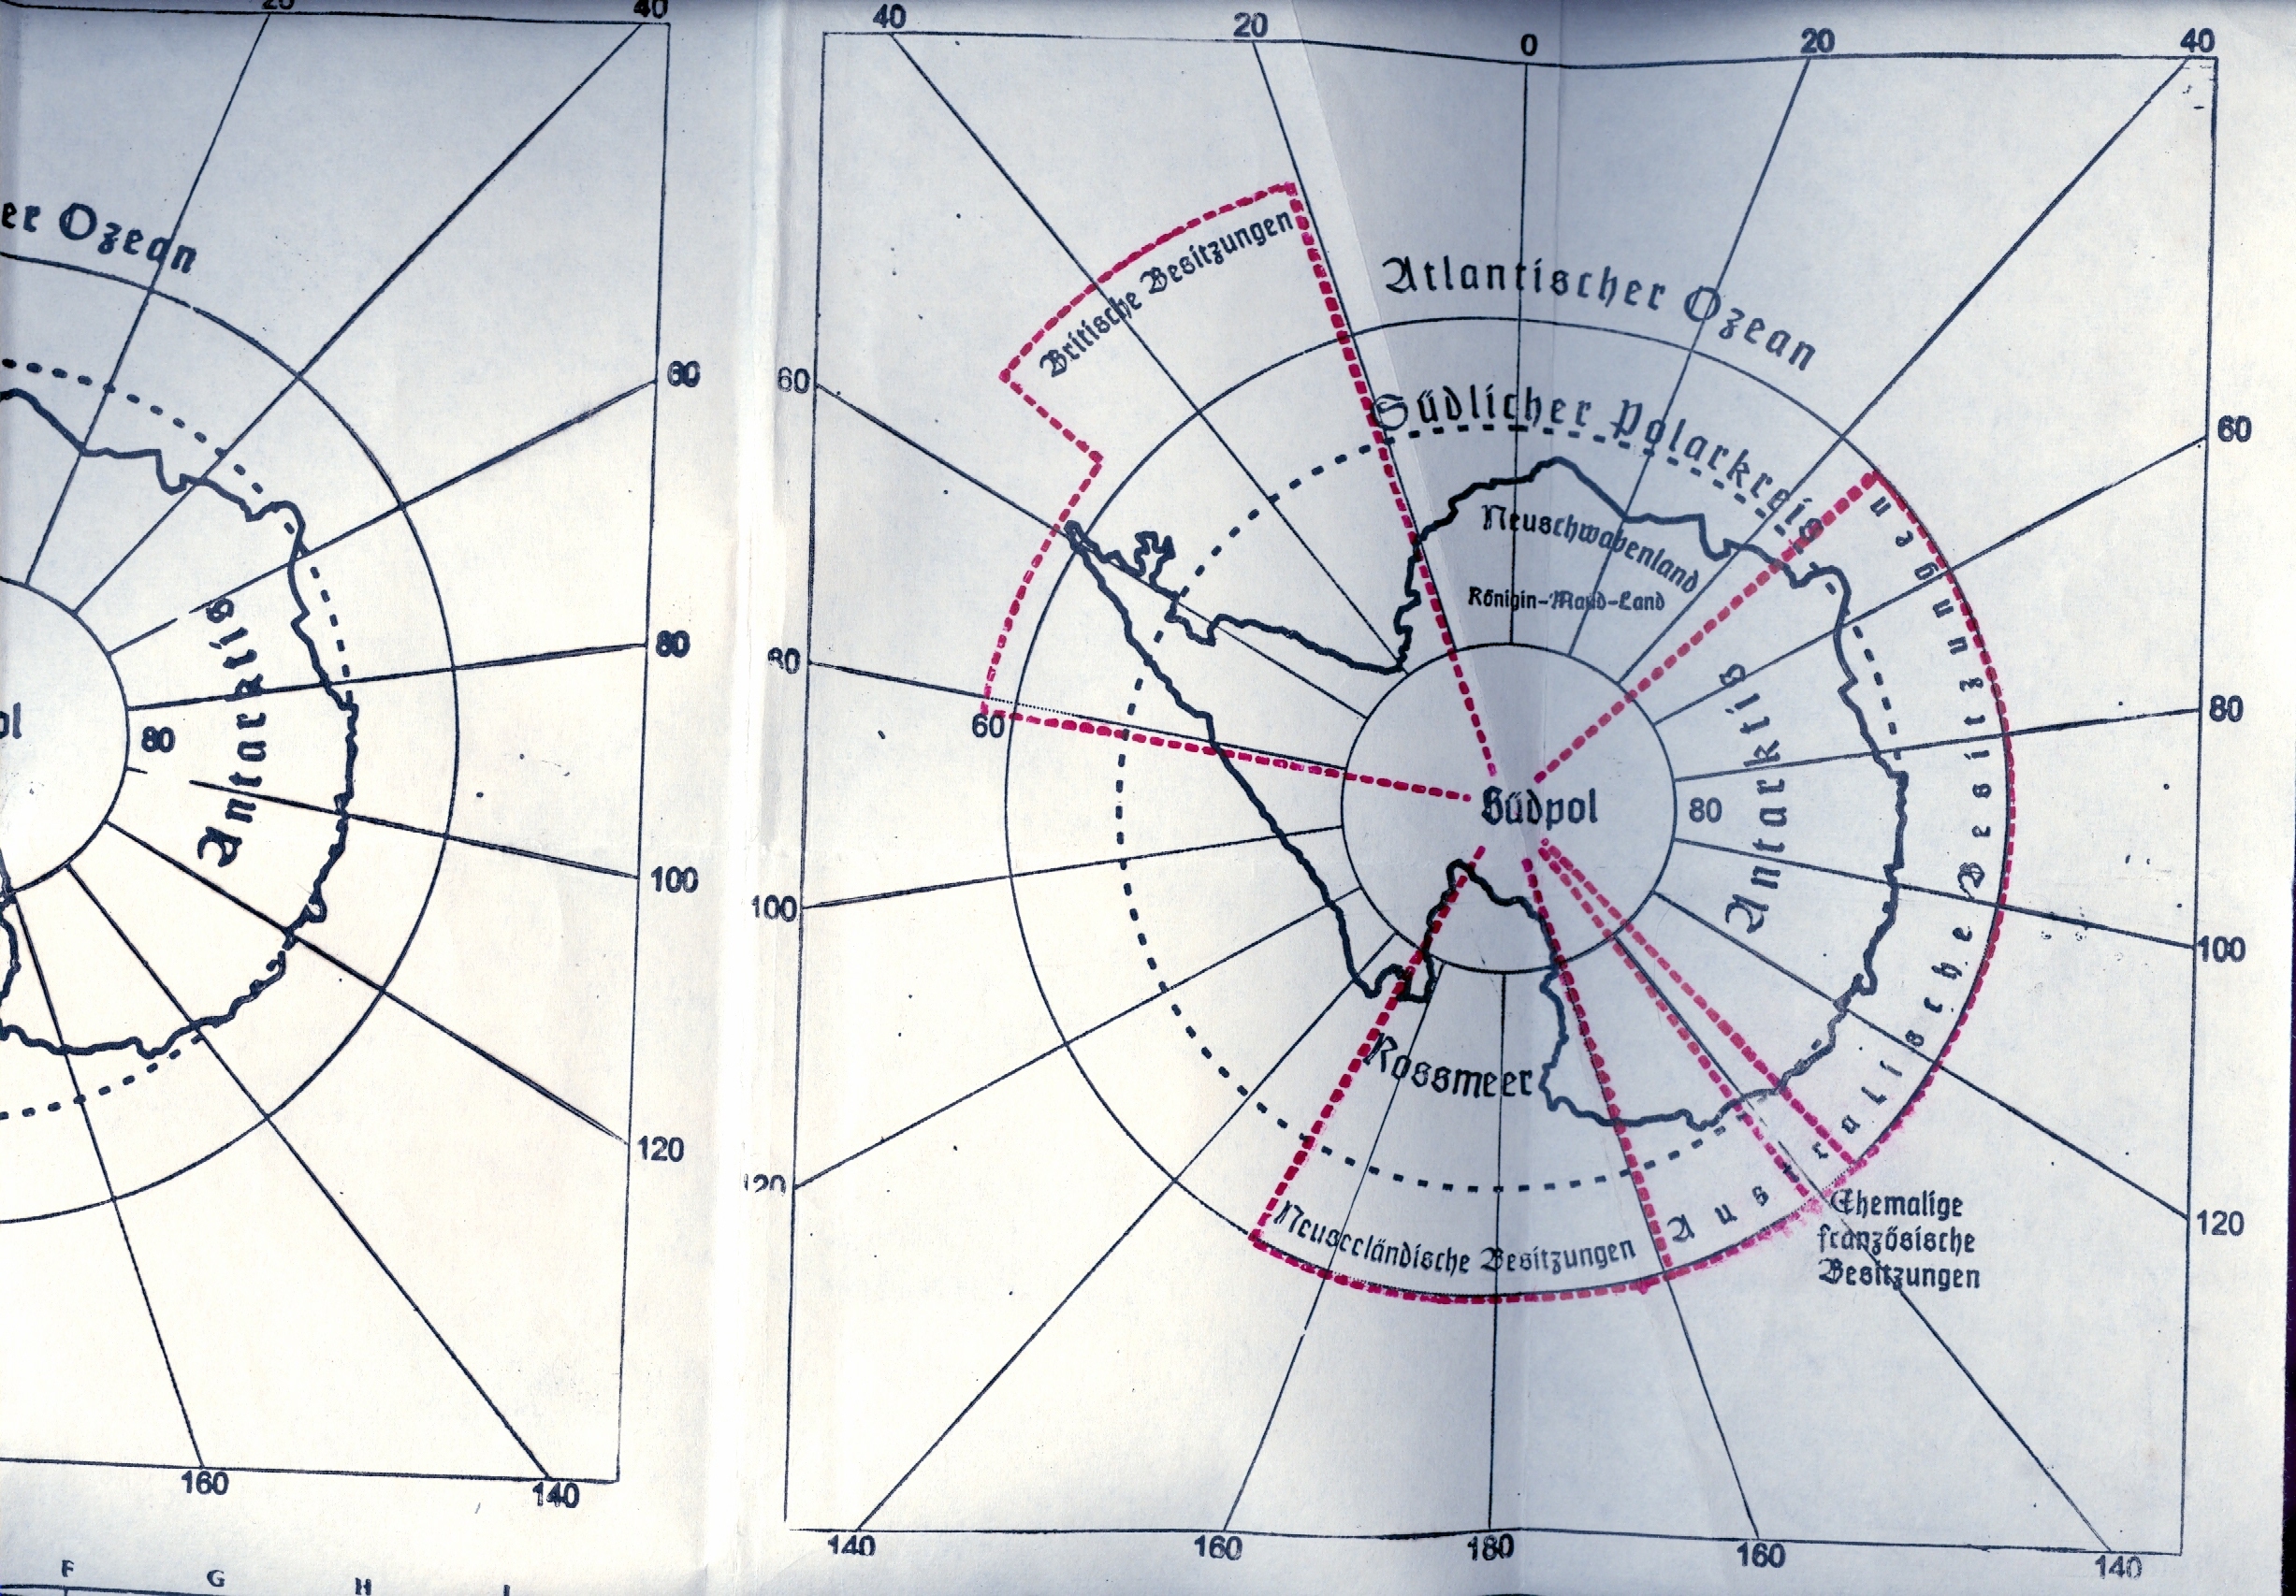 20
40
er Ozean
60
80
Antarktis
ol
80
100
120
160
140
F
G
H
I
40
20
0
20
40
Britische Besitzungen
Atlantischer Ozean
60
Südlicher Polarkreis
60
Neuschwabenland
Königin-Maud-Land
80
60
80
Südpol
80
Antarktis
Australische Besitzungen
100
100
Rossmeer
120
Neuseeländische Besitzungen
Ehemalige
französische
Besitzungen
120
140
160
180
160
140